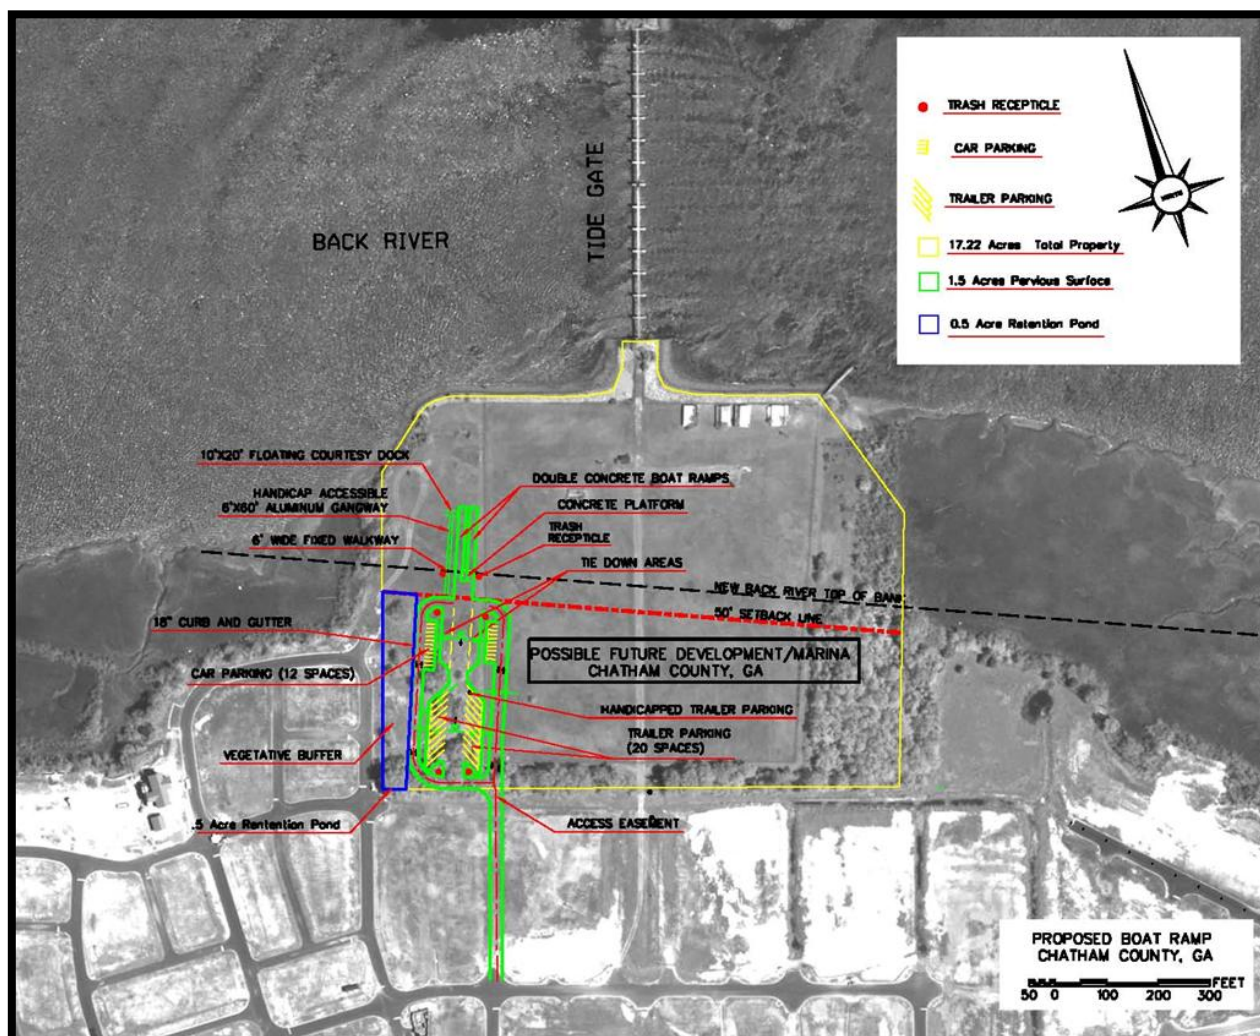 TRASH RECEPTICLE
CAR PARKING
TRAILER PARKING
17.22 Acres Total Property
1.5 Acres Pervious Surface
0.5 Acre Retention Pond
NORTH
BACK RIVER
TIDE GATE
10'X20' FLOATING COURTESY DOCK
HANDICAP ACCESSIBLE
6'X60' ALUMINUM GANGWAY
6' WIDE FIXED WALKWAY
DOUBLE CONCRETE BOAT RAMPS
CONCRETE PLATFORM
TRASH
RECEPTICLE
TIE DOWN AREAS
NEW BACK RIVER TOP OF BANK
50' SETBACK LINE
18" CURB AND GUTTER
CAR PARKING (12 SPACES)
POSSIBLE FUTURE DEVELOPMENT/MARINA
CHATHAM COUNTY, GA
HANDICAPPED TRAILER PARKING
TRAILER PARKING
(20 SPACES)
VEGETATIVE BUFFER
.5 Acre Rentention Pond
ACCESS EASEMENT
PROPOSED BOAT RAMP
CHATHAM COUNTY, GA
50 0 100 200 300 FEET